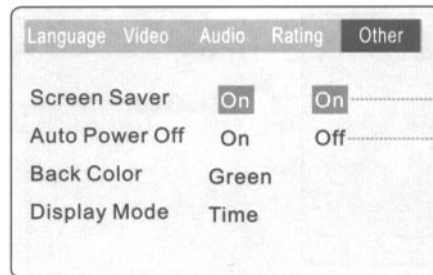 Language Video Audio Rating Other
Screen Saver On On
Auto Power Off On Off
Back Color Green
Display Mode Time